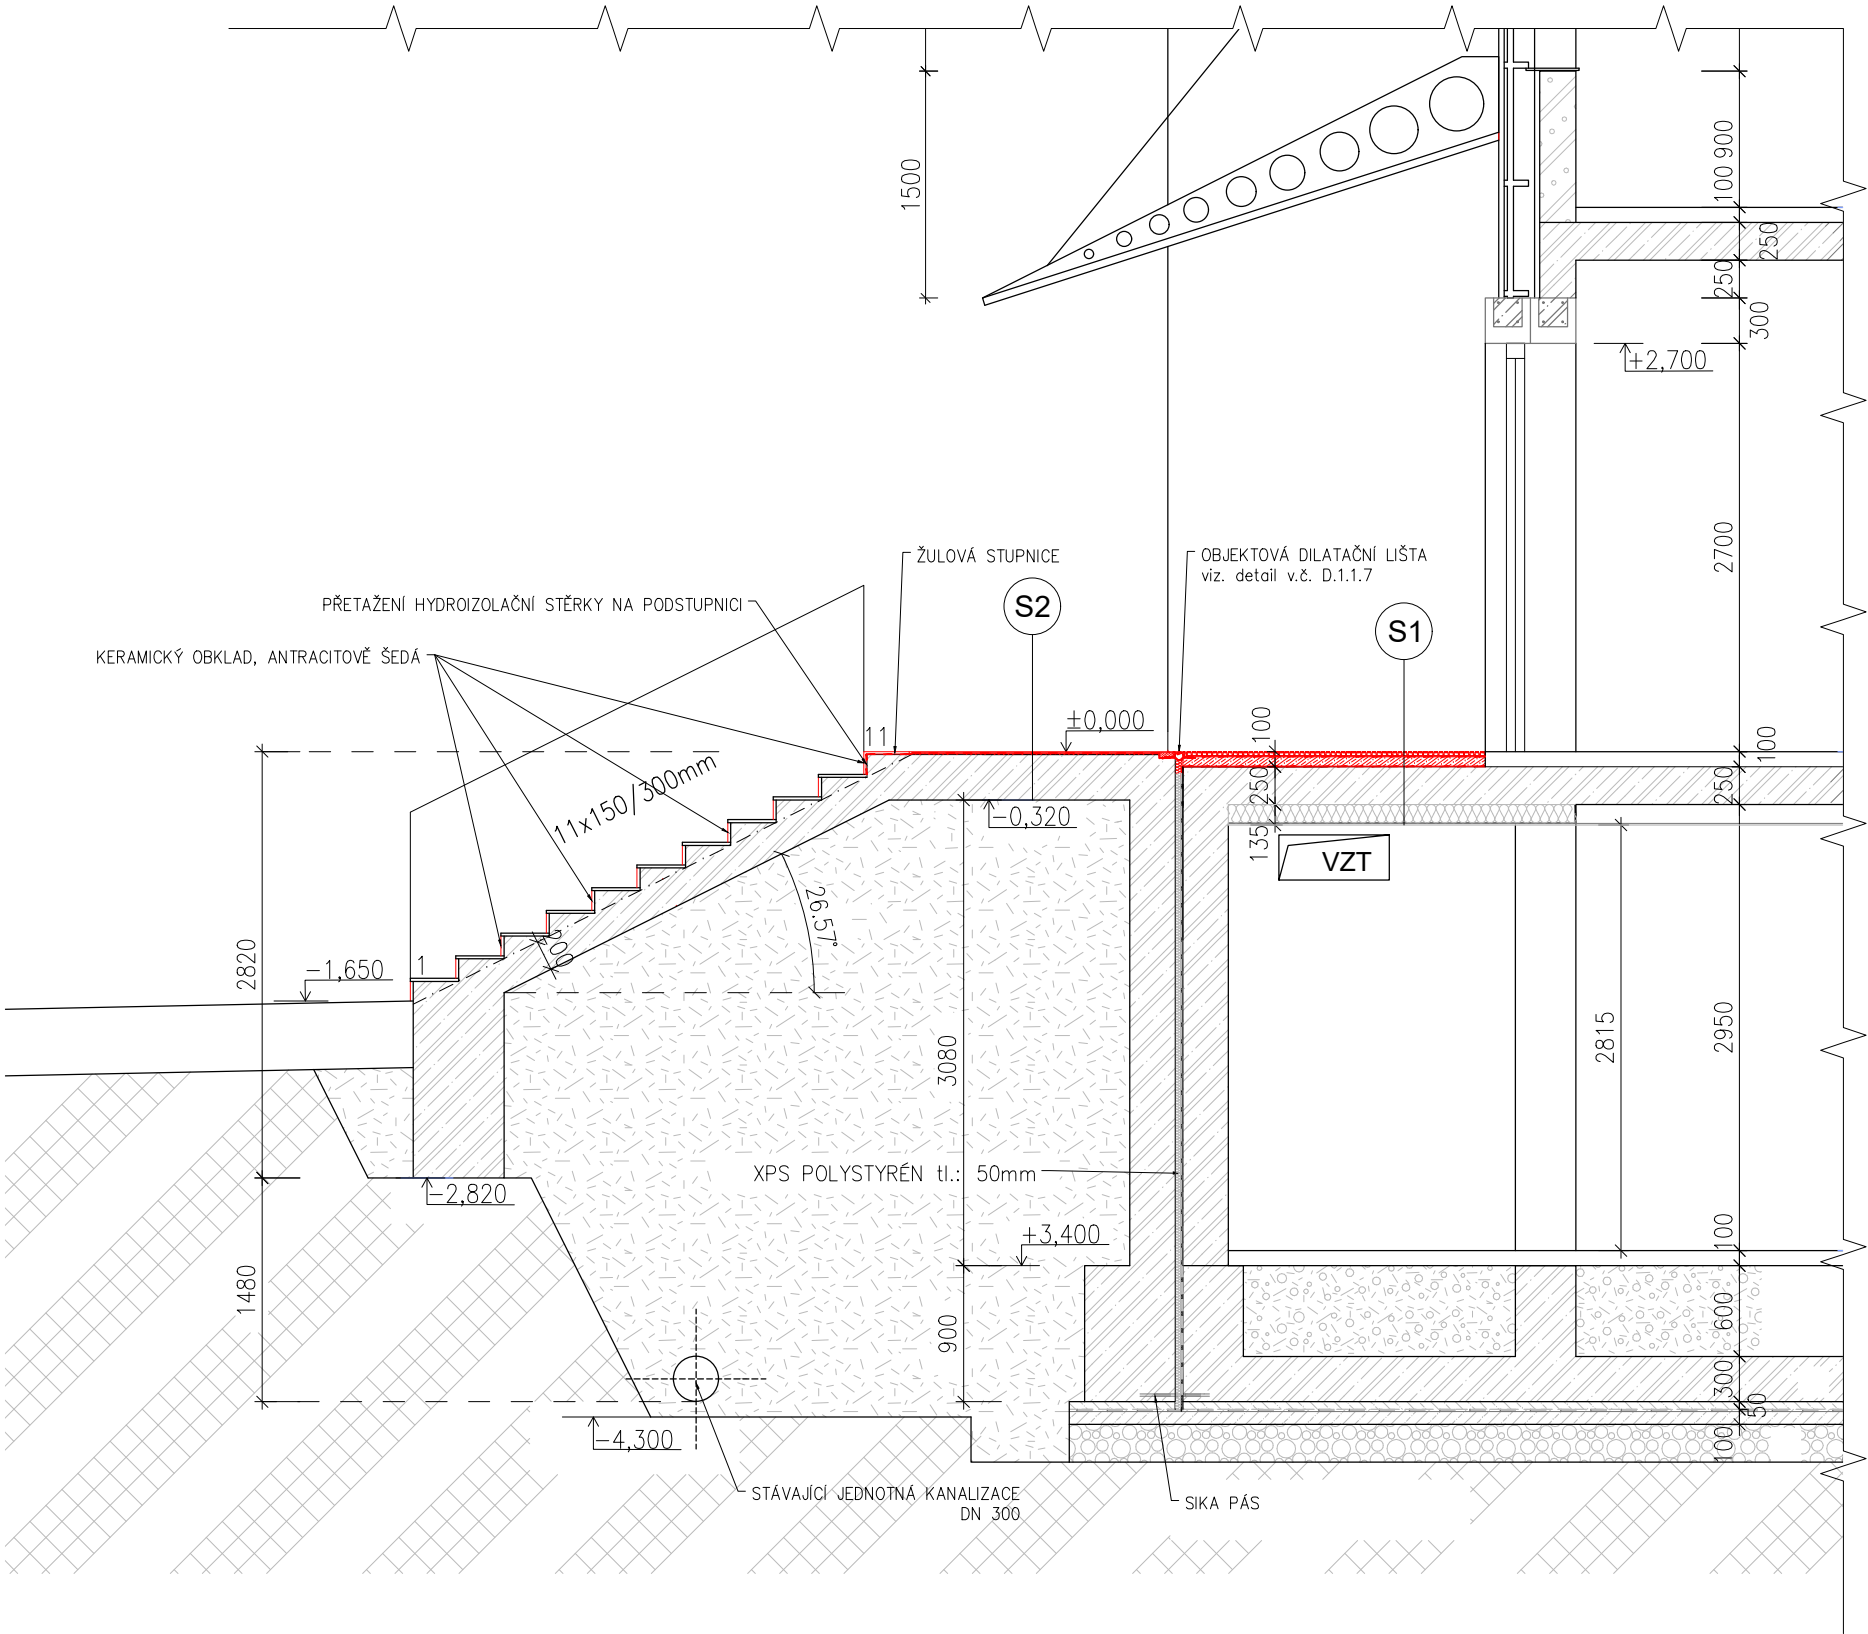 1500
900
100
250
250
300
+2,700
2700
ŽULOVÁ STUPNICE
OBJEKTOVÁ DILATAČNÍ LIŠTA
viz. detail v.č. D.1.1.7
S2
S1
PŘETAŽENÍ HYDROIZOLAČNÍ STĚRKY NA PODSTUPNICI
KERAMICKÝ OBKLAD, ANTRACITOVĚ ŠEDÁ
11
±0,000
100
100
11x150/300mm
250
250
-0,320
135
VZT
26.57°
200
2820
-1,650
1
3080
2815
2950
XPS POLYSTYRÉN tl.: 50mm
-2,820
+3,400
100
1480
900
600
300
50
-4,300
100
STÁVAJÍCÍ JEDNOTNÁ KANALIZACE
DN 300
SIKA PÁS